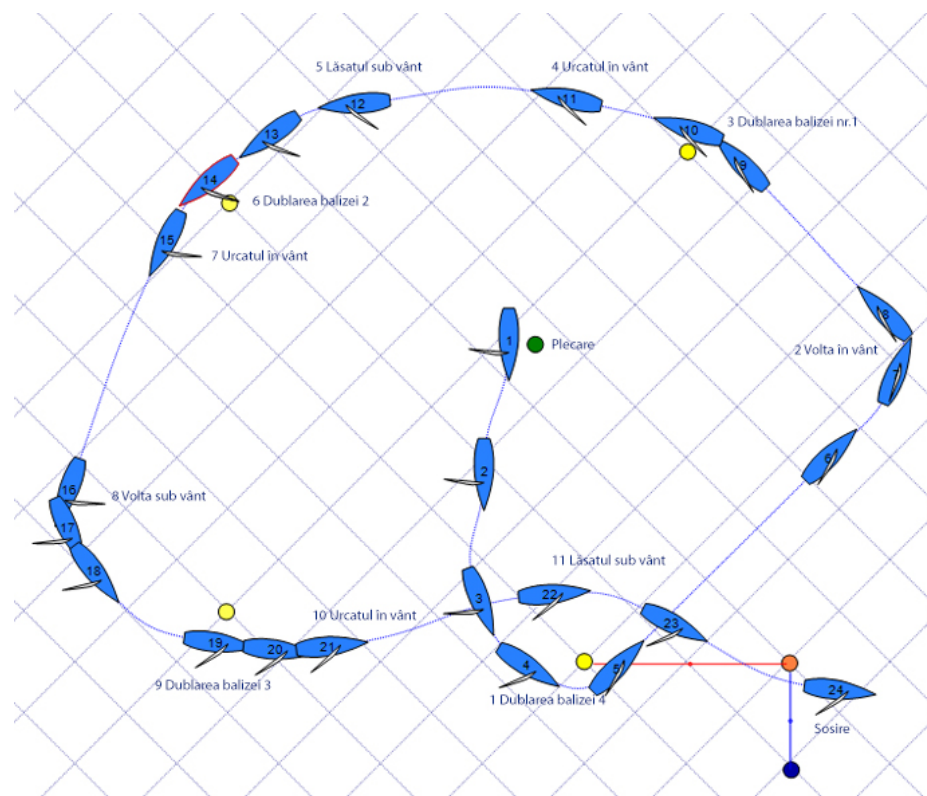 5 Lăsatul sub vânt
4 Urcatul în vânt
12
11
13
10
3 Dublarea balizei nr.1
9
14
6 Dublarea balizei 2
15
7 Urcatul în vânt
8
1
Plecare
2 Volta în vânt
7
6
2
16
8 Volta sub vânt
17
18
11 Lăsatul sub vânt
22
3
10 Urcatul în vânt
23
19
20
21
4
5
9 Dublarea balizei 3
1 Dublarea balizei 4
24
Sosire